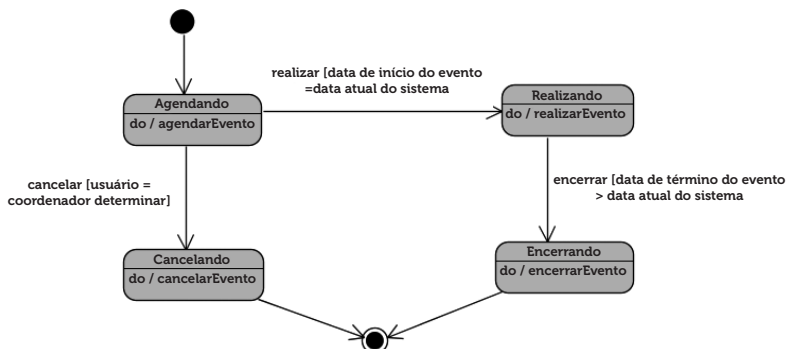 realizar [data de início do evento
=data atual do sistema
Agendando
do / agendarEvento
Realizando
do / realizarEvento
cancelar [usuário =
coordenador determinar]
encerrar [data de término do evento
> data atual do sistema
Cancelando
do / cancelarEvento
Encerrando
do / encerrarEvento